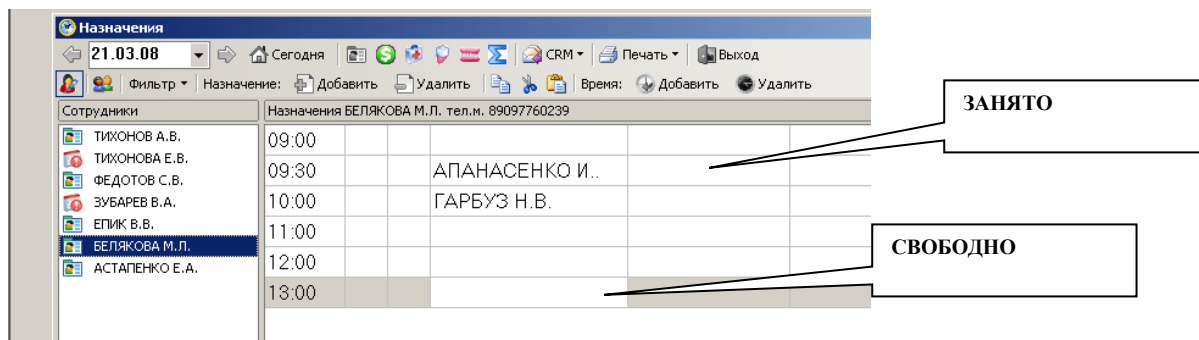 Назначения
21.03.08 Сегодня CRM Печать Выход
Фильтр Назначение: Добавить Удалить Время: Добавить Удалить
Сотрудники
Назначения БЕЛЯКОВА М.Л. тел.м. 89097760239
ТИХОНОВ А.В.
ТИХОНОВА Е.В.
ФЕДОТОВ С.В.
ЗУБАРЕВ В.А.
ЕПИК В.В.
БЕЛЯКОВА М.Л.
АСТАПЕНКО Е.А.
09:00
09:30 АПАНАСЕНКО И..
10:00 ГАРБУЗ Н.В.
11:00
12:00
13:00
ЗАНЯТО
СВОБОДНО